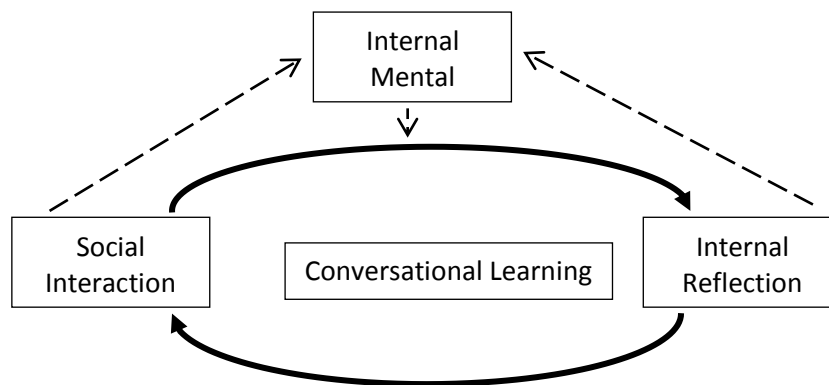 Internal
Mental
Social
Interaction
Conversational Learning
Internal
Reflection